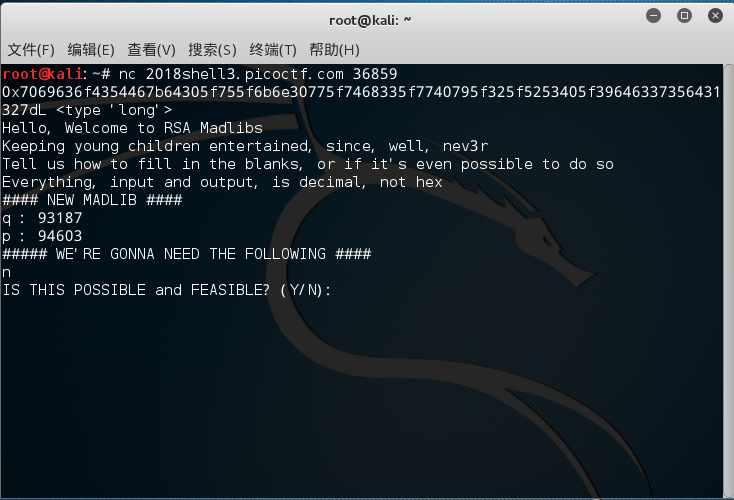 root@kali: ~
文件(F) 编辑(E) 查看(V) 搜索(S) 终端(T) 帮助(H)
root@kali:~# nc 2018shell3.picoctf.com 36859
0x7069636f4354467b64305f755f6b6e30775f7468335f7740795f325f5253405f39646337356431
327dL <type 'long'>
Hello, Welcome to RSA Madlibs
Keeping young children entertained, since, well, nev3r
Tell us how to fill in the blanks, or if it's even possible to do so
Everything, input and output, is decimal, not hex
#### NEW MADLIB ####
q : 93187
p : 94603
##### WE'RE GONNA NEED THE FOLLOWING ####
n
IS THIS POSSIBLE and FEASIBLE? (Y/N):